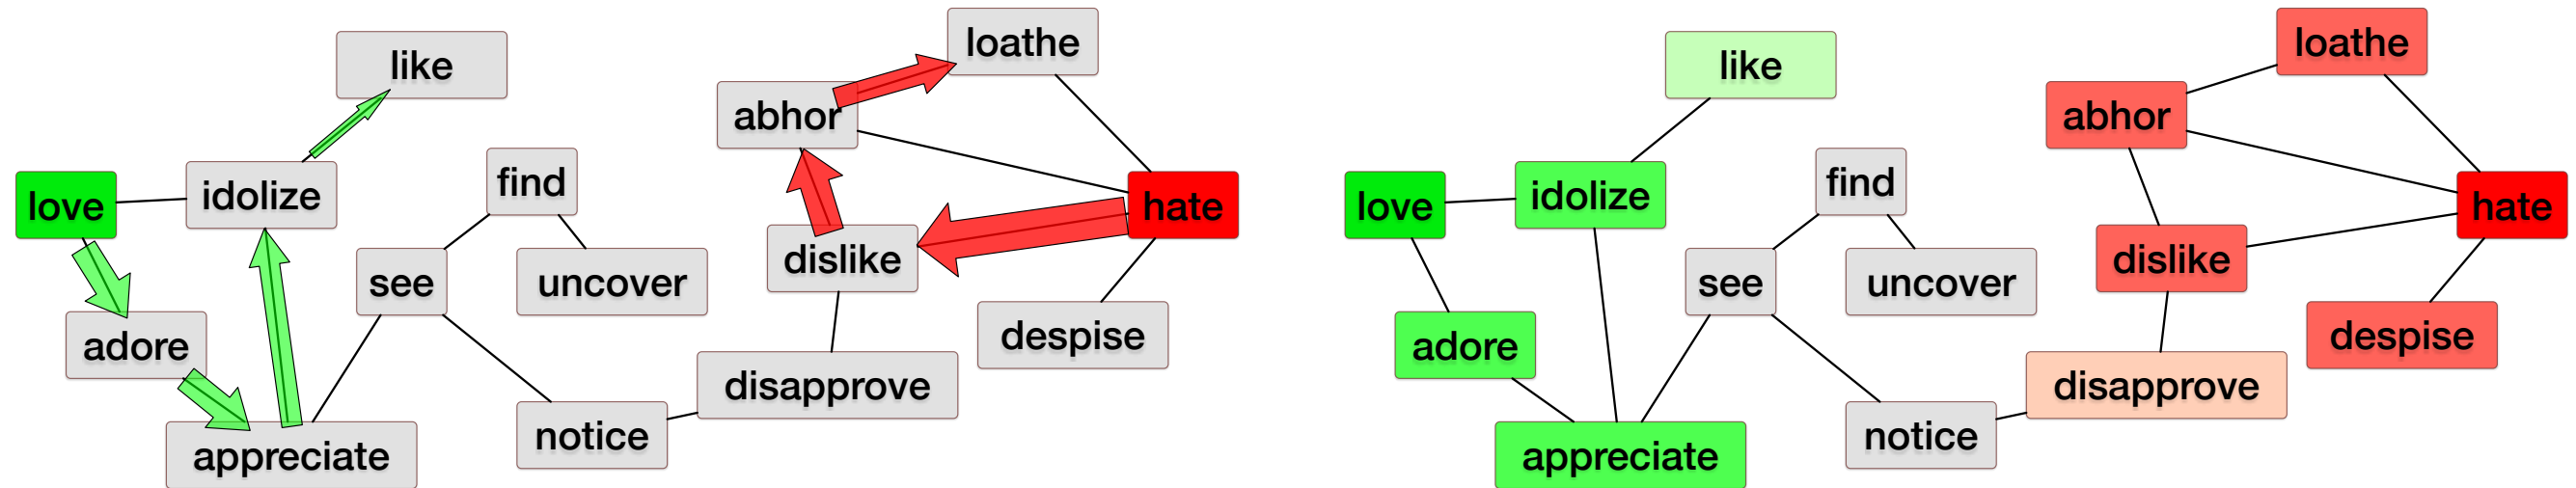 like
loathe
abhor
love
idolize
find
hate
see
uncover
dislike
adore
despise
disapprove
notice
appreciate
like
loathe
abhor
love
idolize
find
hate
see
uncover
dislike
adore
despise
disapprove
notice
appreciate